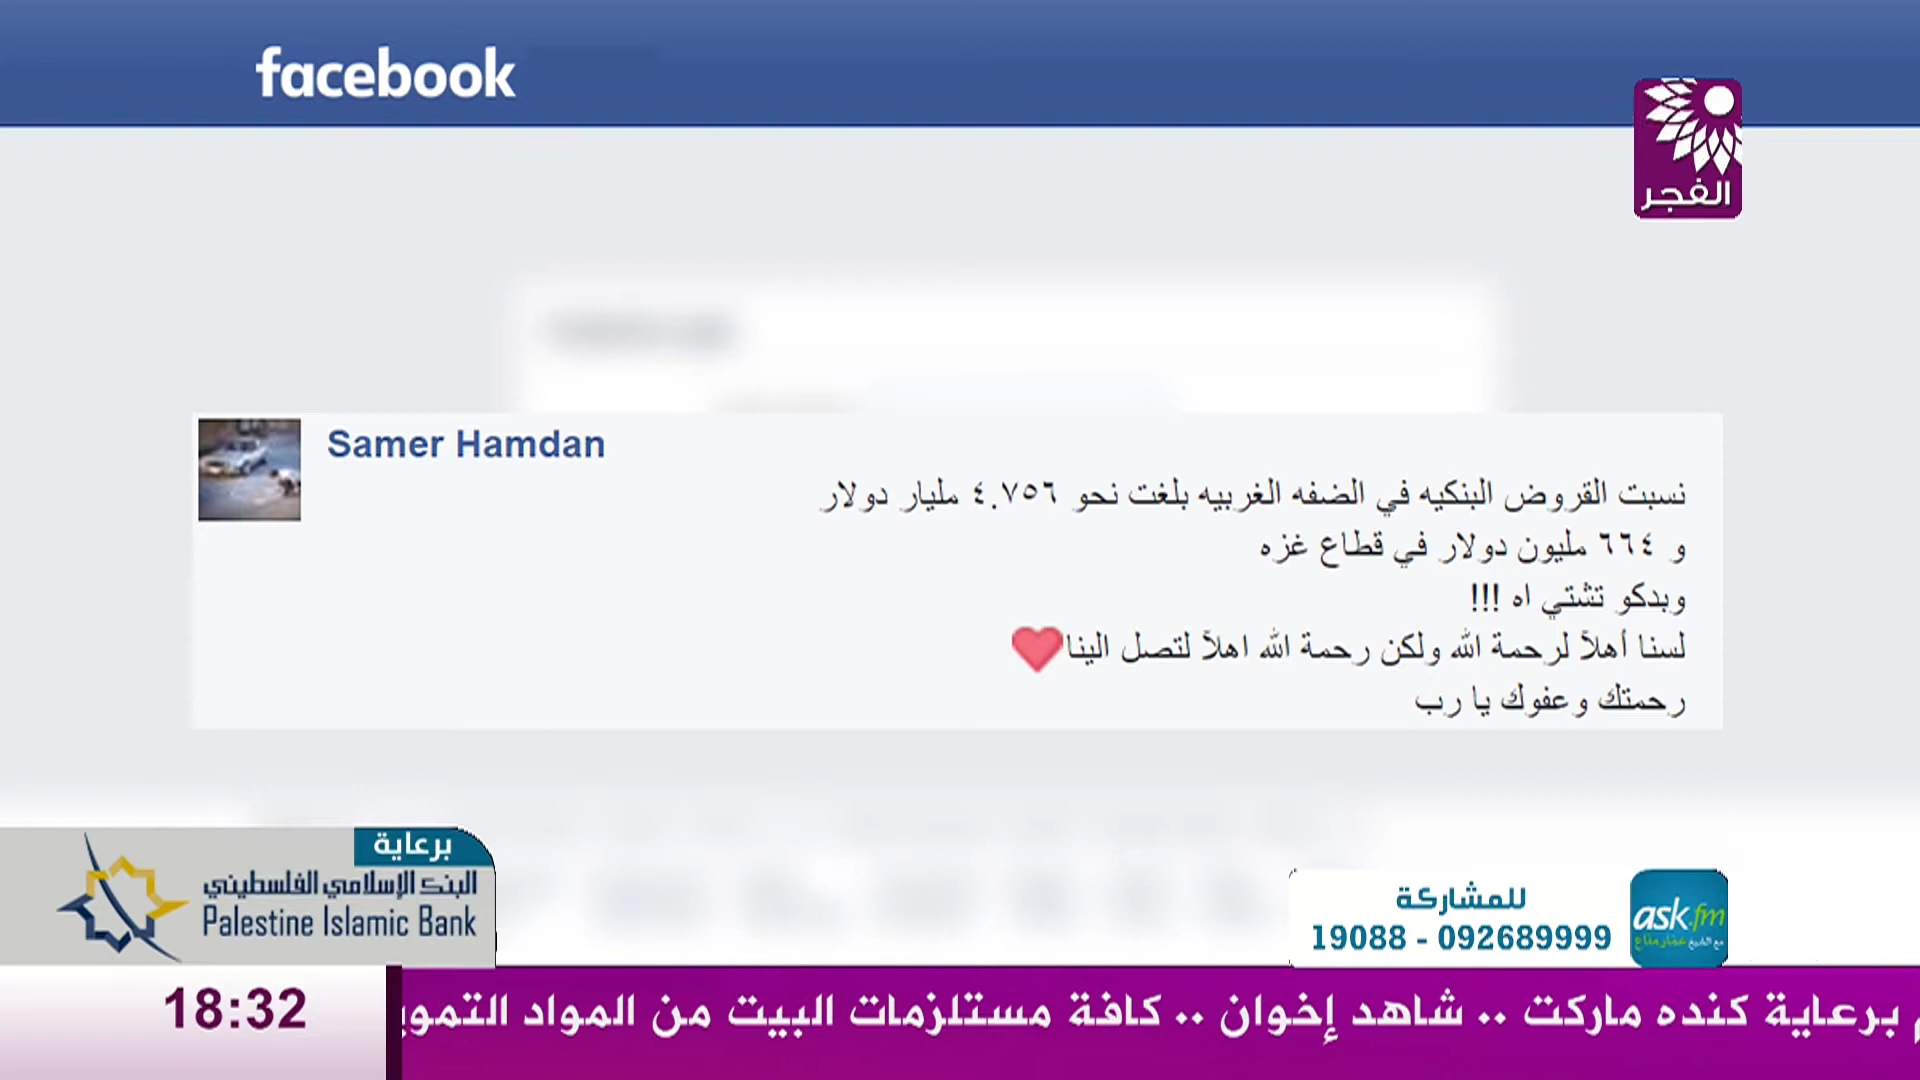 facebook
الفجر
Samer Hamdan
نسبت القروض البنكيه في الضفه الغربيه بلغت نحو ٤.٧٥٦ مليار دولار
و ٦٦٤ مليون دولار في قطاع غزه
وبدكو تشتي اه !!!
لسنا أهلاً لرحمة الله ولكن رحمة الله اهلاً لتصل الينا❤
رحمتك وعفوك يا رب
برعاية
البنك الإسلامي الفلسطيني
Palestine Islamic Bank
للمشاركة
19088 - 092689999
ask.fm
18:32
برعاية كنده ماركت .. شاهد إخوان .. كافة مستلزمات البيت من المواد